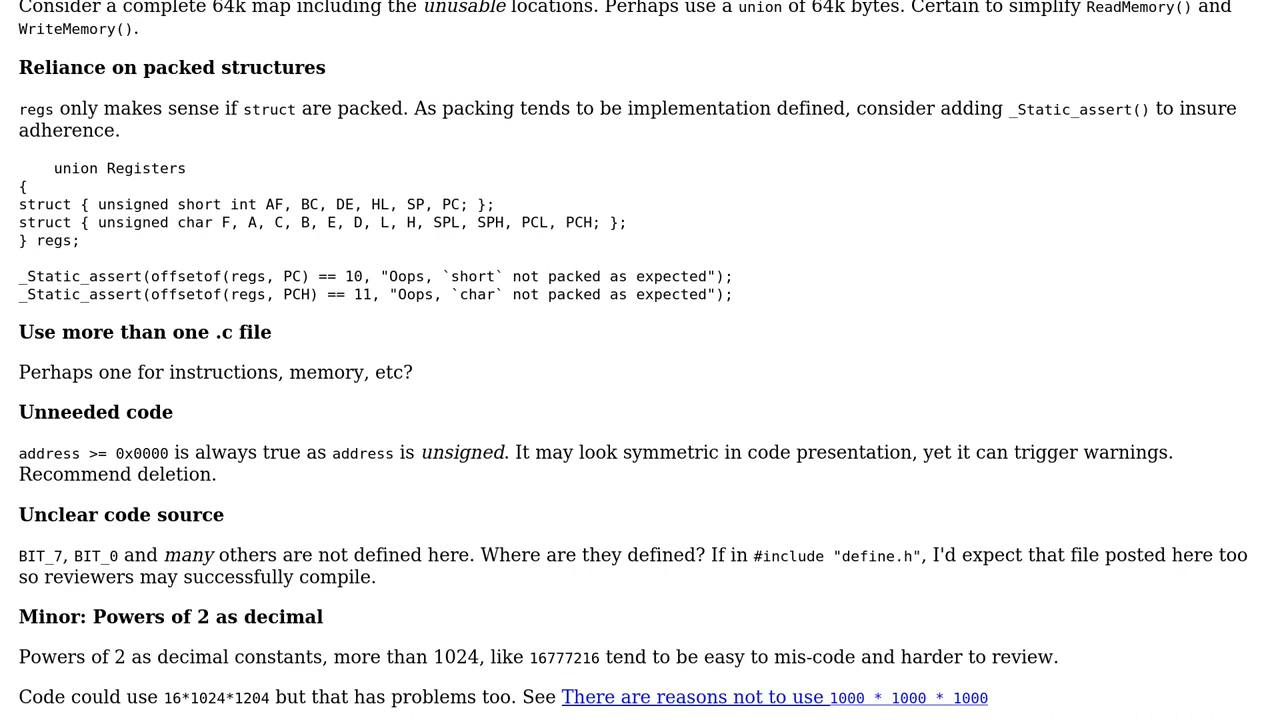 Consider a complete 64k map including the unusable locations. Perhaps use a union of 64k bytes. Certain to simplify ReadMemory() and
WriteMemory().
Reliance on packed structures
regs only makes sense if struct are packed. As packing tends to be implementation defined, consider adding _Static_assert() to insure
adherence.
    union Registers
{
struct { unsigned short int AF, BC, DE, HL, SP, PC; };
struct { unsigned char F, A, C, B, E, D, L, H, SPL, SPH, PCL, PCH; };
} regs;
_Static_assert(offsetof(regs, PC) == 10, "Oops, `short` not packed as expected");
_Static_assert(offsetof(regs, PCH) == 11, "Oops, `char` not packed as expected");
Use more than one .c file
Perhaps one for instructions, memory, etc?
Unneeded code
address >= 0x0000 is always true as address is unsigned. It may look symmetric in code presentation, yet it can trigger warnings.
Recommend deletion.
Unclear code source
BIT_7, BIT_0 and many others are not defined here. Where are they defined? If in #include "define.h", I'd expect that file posted here too
so reviewers may successfully compile.
Minor: Powers of 2 as decimal
Powers of 2 as decimal constants, more than 1024, like 16777216 tend to be easy to mis-code and harder to review.
Code could use 16*1024*1204 but that has problems too. See There are reasons not to use 1000 * 1000 * 1000